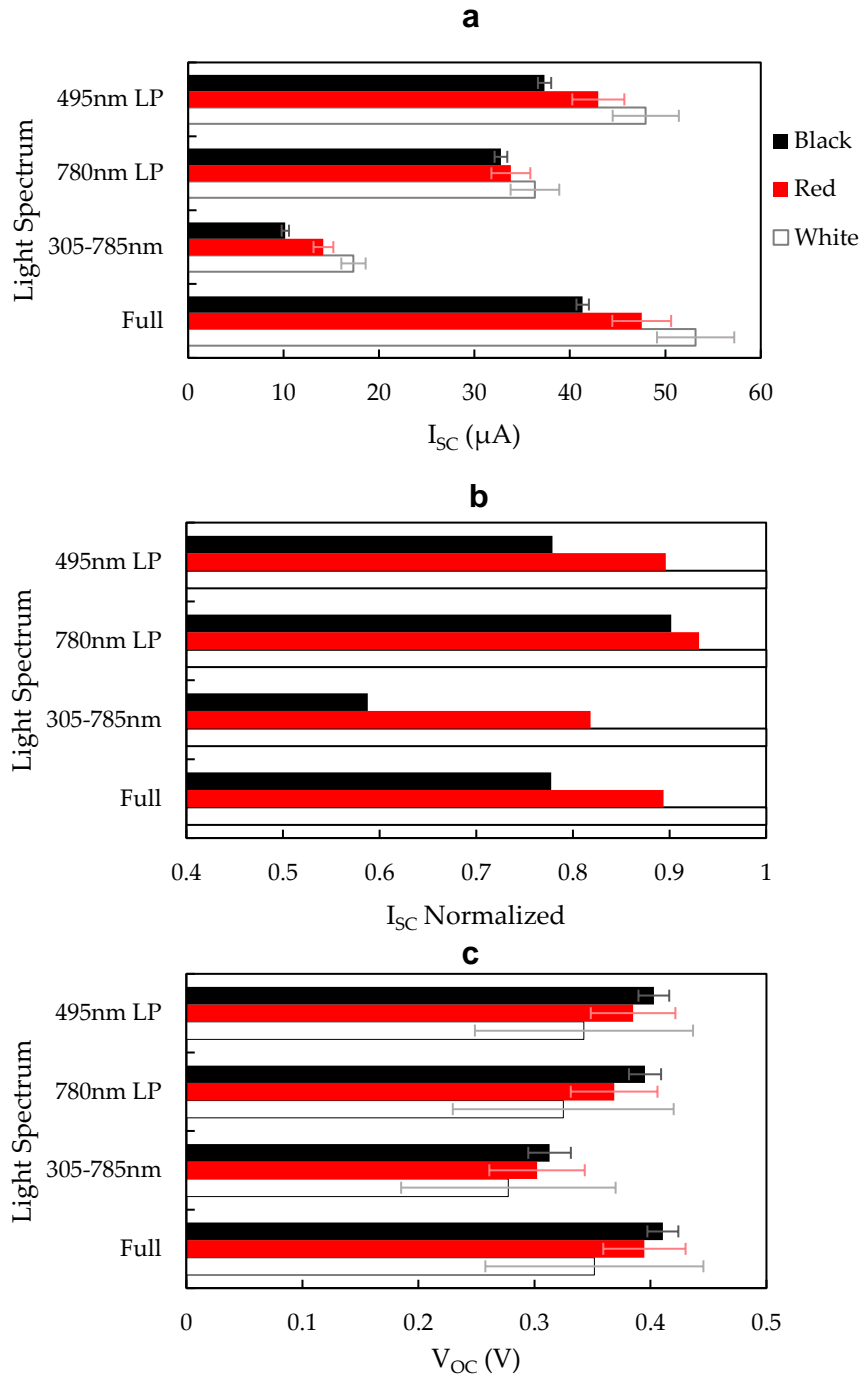 a
Light Spectrum
495nm LP
780nm LP
305-785nm
Full
0 10 20 30 40 50 60
I_SC (µA)
Black
Red
White
b
Light Spectrum
495nm LP
780nm LP
305-785nm
Full
0.4 0.5 0.6 0.7 0.8 0.9 1
I_SC Normalized
c
Light Spectrum
495nm LP
780nm LP
305-785nm
Full
0 0.1 0.2 0.3 0.4 0.5
V_OC (V)